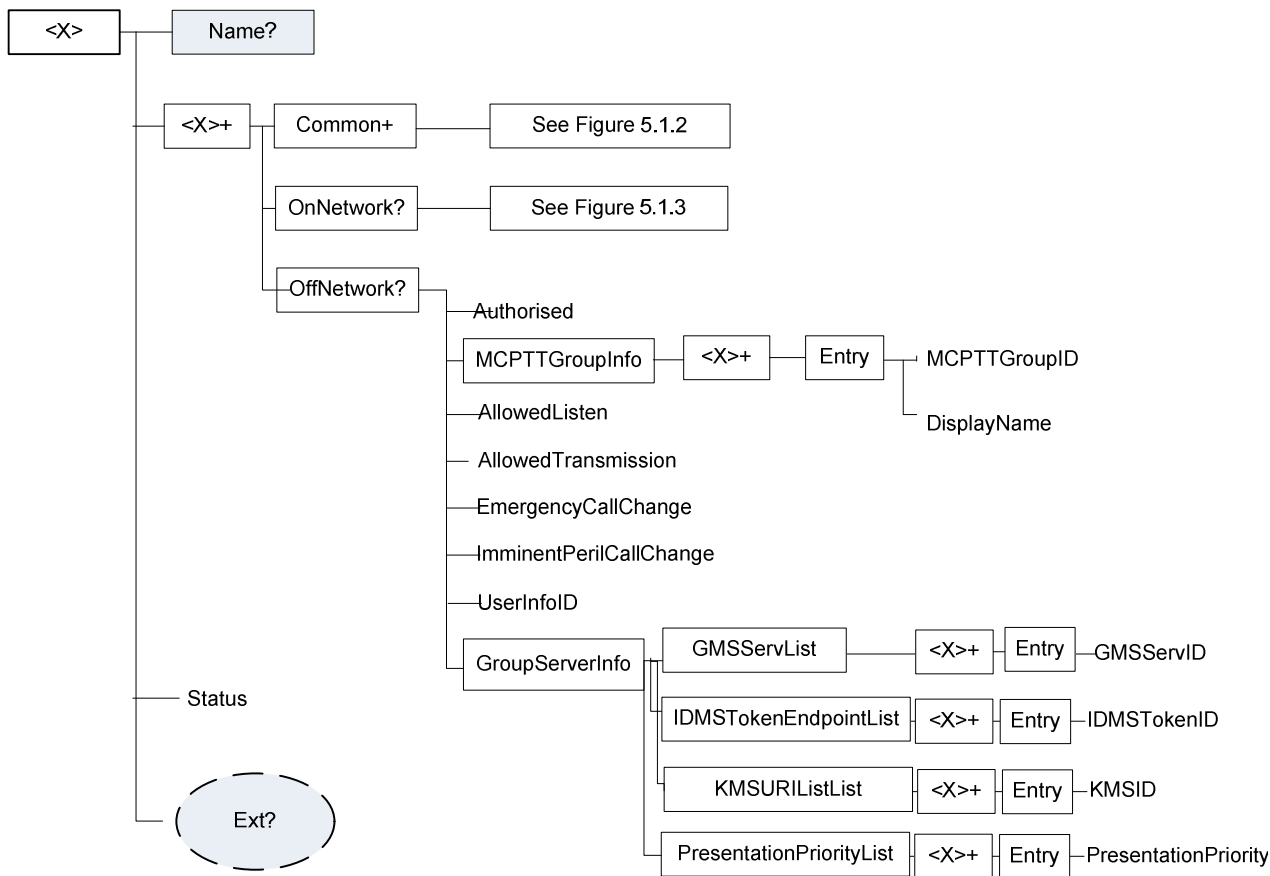 <X>
Name?
<X>+
Common+
See Figure 5.1.2
OnNetwork?
See Figure 5.1.3
OffNetwork?
Authorised
MCPTTGroupInfo
<X>+
Entry
MCPTTGroupID
DisplayName
AllowedListen
AllowedTransmission
EmergencyCallChange
ImminentPerilCallChange
UserInfoID
GroupServerInfo
GMSServList
<X>+
Entry
GMSServID
IDMSTokenEndpointList
<X>+
Entry
IDMSTokenID
KMSURIListList
<X>+
Entry
KMSID
PresentationPriorityList
<X>+
Entry
PresentationPriority
Status
Ext?